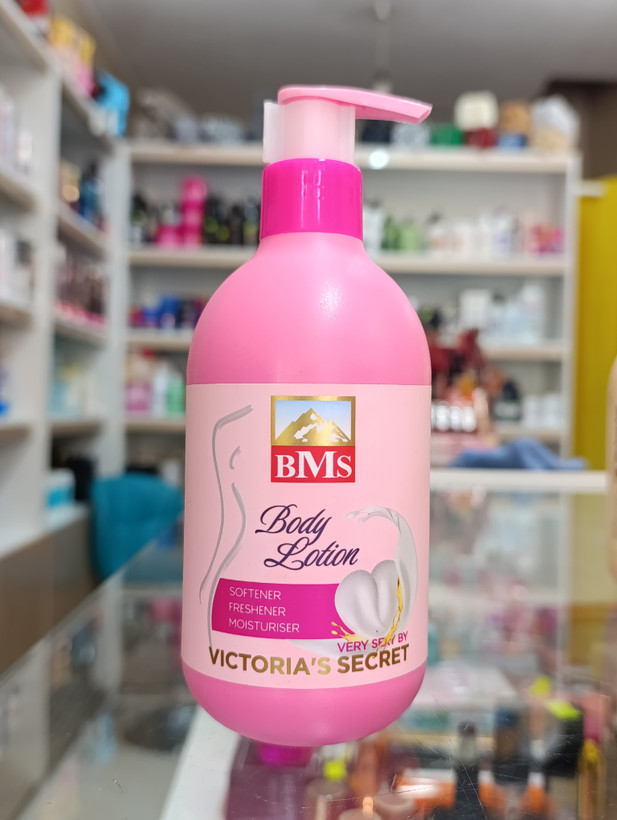 BMS
Body
Lotion
SOFTENER
FRESHENER
MOISTURISER
VERY SEXY BY
VICTORIA'S SECRET